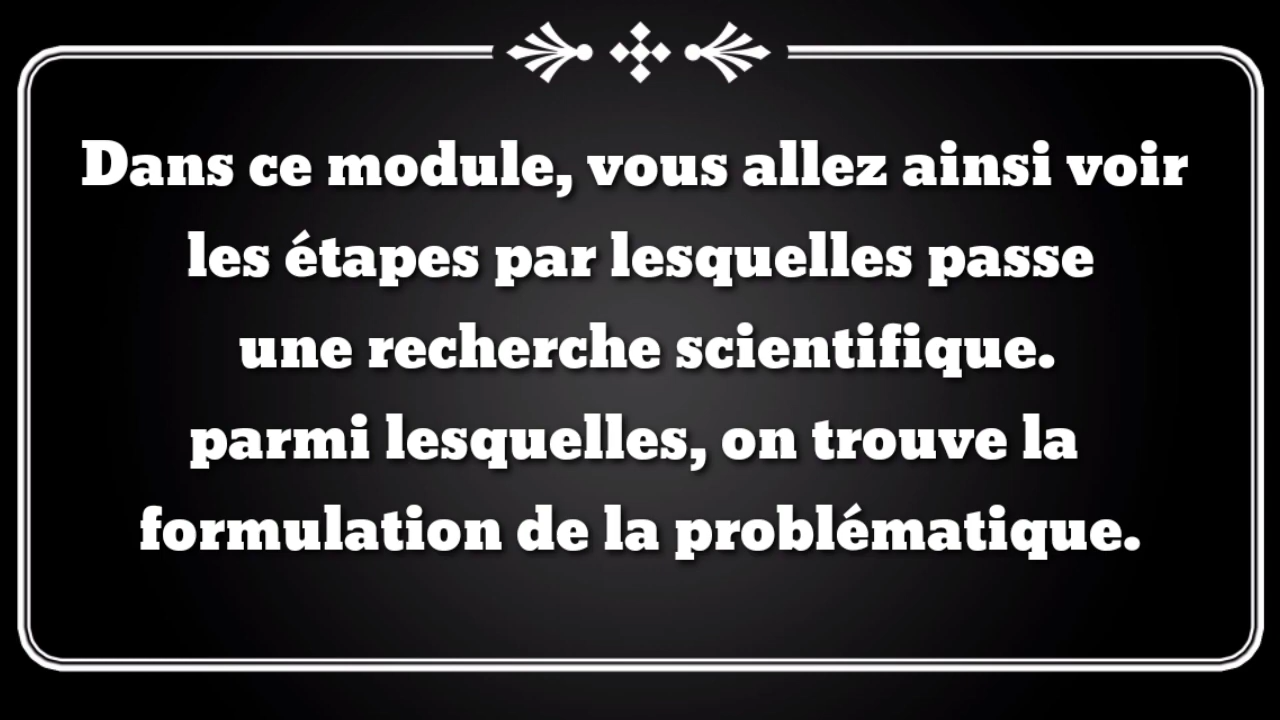 Dans ce module, vous allez ainsi voir
les étapes par lesquelles passe
une recherche scientifique.
parmi lesquelles, on trouve la
formulation de la problématique.